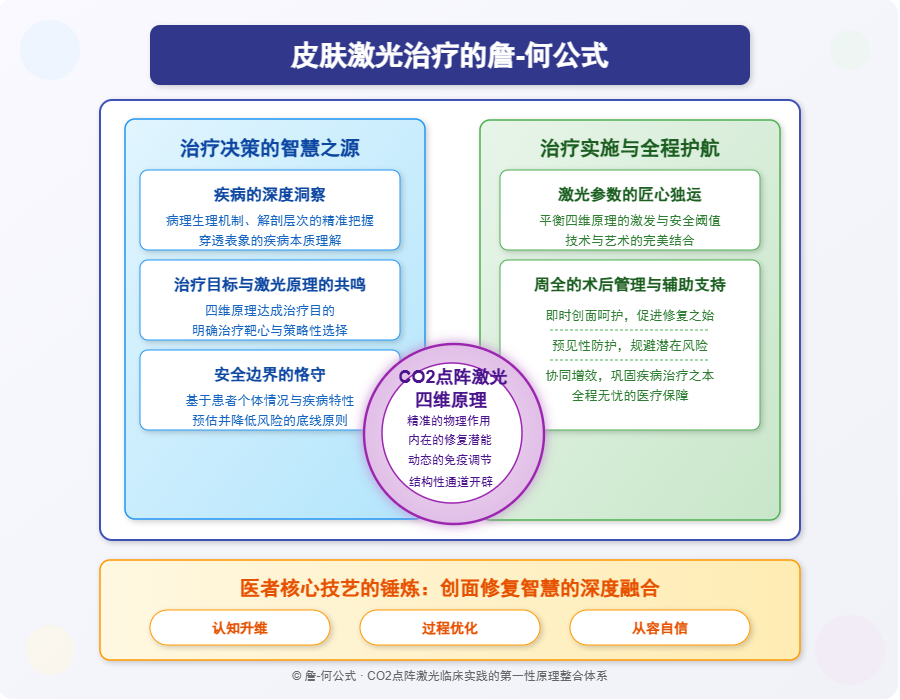 皮肤激光治疗的詹-何公式
治疗决策的智慧之源
疾病的深度洞察
病理生理机制、解剖层次的精准把握
穿透表象的疾病本质理解
治疗目标与激光原理的共鸣
四维原理达成治疗目的
明确治疗靶心与策略性选择
安全边界的恪守
基于患者个体情况与疾病特性
预估并降低风险的底线原则
治疗实施与全程护航
激光参数的匠心独运
平衡四维原理的激发与安全阈值
技术与艺术的完美结合
周全的术后管理与辅助支持
即时创面呵护，促进修复之始
预见性防护，规避潜在风险
协同增效，巩固疾病治疗之本
全程无忧的医疗保障
CO2点阵激光
四维原理
精准的物理作用
内在的修复潜能
动态的免疫调节
结构性通道开辟
医者核心技艺的锤炼：创面修复智慧的深度融合
认知升维
过程优化
从容自信
© 詹-何公式 · CO2点阵激光临床实践的第一性原理整合体系